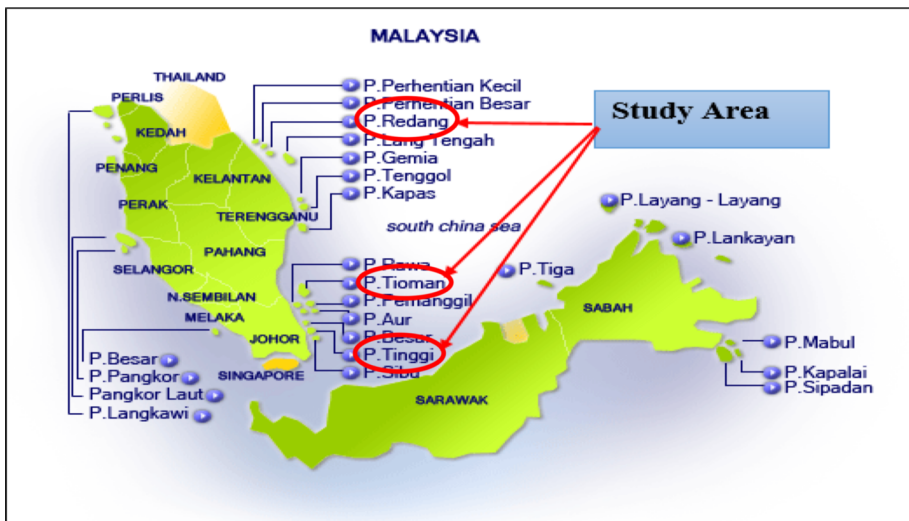 MALAYSIA
THAILAND
PERLIS
KEDAH
PENANG
KELANTAN
PERAK
TERENGGANU
PAHANG
SELANGOR
N.SEMBILAN
MELAKA
JOHOR
SINGAPORE
P.Perhentian Kecil
P.Perhentian Besar
P.Redang
P.Lang Tengah
P.Gemia
P.Tenggol
P.Kapas
south china sea
P.Rawa
P.Tioman
P.Pemanggil
P.Aur
P.Besar
P.Tinggi
P.Sibu
P.Besar
P.Pangkor
Pangkor Laut
P.Langkawi
Study Area
P.Layang - Layang
P.Lankayan
P.Tiga
SABAH
SARAWAK
P.Mabul
P.Kapalai
P.Sipadan